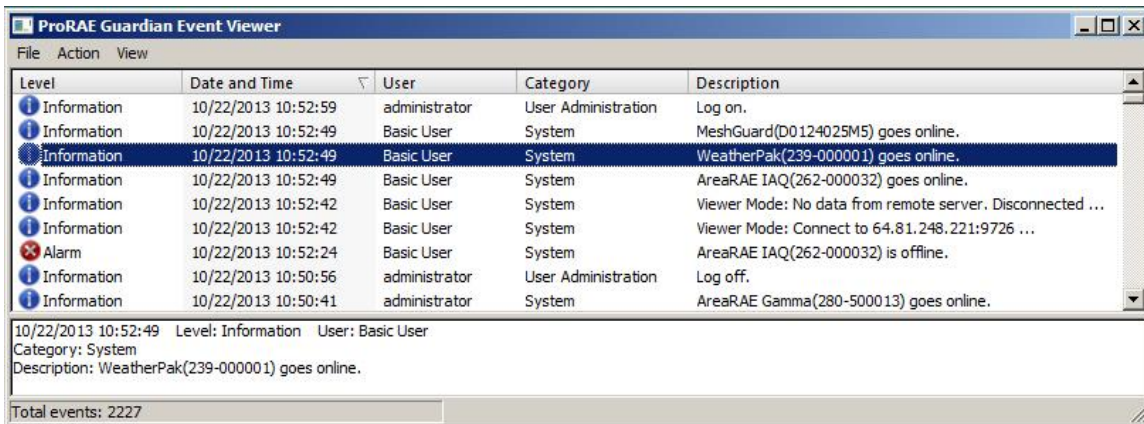 ProRAE Guardian Event Viewer
File Action View
Level Date and Time User Category Description
Information 10/22/2013 10:52:59 administrator User Administration Log on.
Information 10/22/2013 10:52:49 Basic User System MeshGuard(D0124025M5) goes online.
Information 10/22/2013 10:52:49 Basic User System WeatherPak(239-000001) goes online.
Information 10/22/2013 10:52:49 Basic User System AreaRAE IAQ(262-000032) goes online.
Information 10/22/2013 10:52:42 Basic User System Viewer Mode: No data from remote server. Disconnected ...
Information 10/22/2013 10:52:42 Basic User System Viewer Mode: Connect to 64.81.248.221:9726 ...
Alarm 10/22/2013 10:52:24 Basic User System AreaRAE IAQ(262-000032) is offline.
Information 10/22/2013 10:50:56 administrator User Administration Log off.
Information 10/22/2013 10:50:41 administrator System AreaRAE Gamma(280-500013) goes online.
10/22/2013 10:52:49 Level: Information User: Basic User
Category: System
Description: WeatherPak(239-000001) goes online.
Total events: 2227